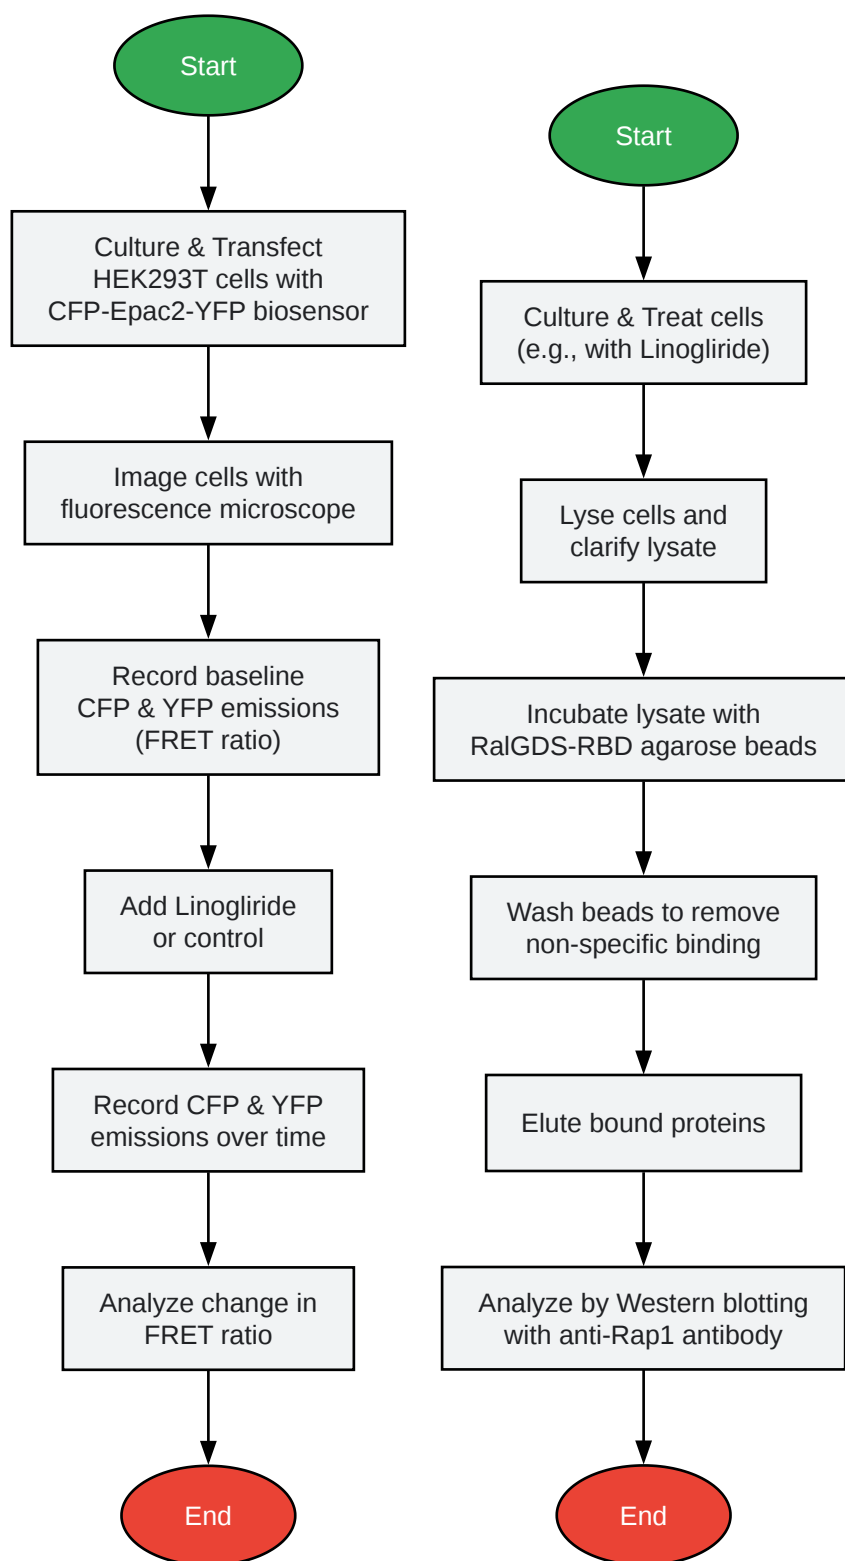 Start
Culture & Transfect
HEK293T cells with
CFP-Epac2-YFP biosensor
Image cells with
fluorescence microscope
Record baseline
CFP & YFP emissions
(FRET ratio)
Add Linogliride
or control
Record CFP & YFP
emissions over time
Analyze change in
FRET ratio
End
Start
Culture & Treat cells
(e.g., with Linogliride)
Lyse cells and
clarify lysate
Incubate lysate with
RalGDS-RBD agarose beads
Wash beads to remove
non-specific binding
Elute bound proteins
Analyze by Western blotting
with anti-Rap1 antibody
End